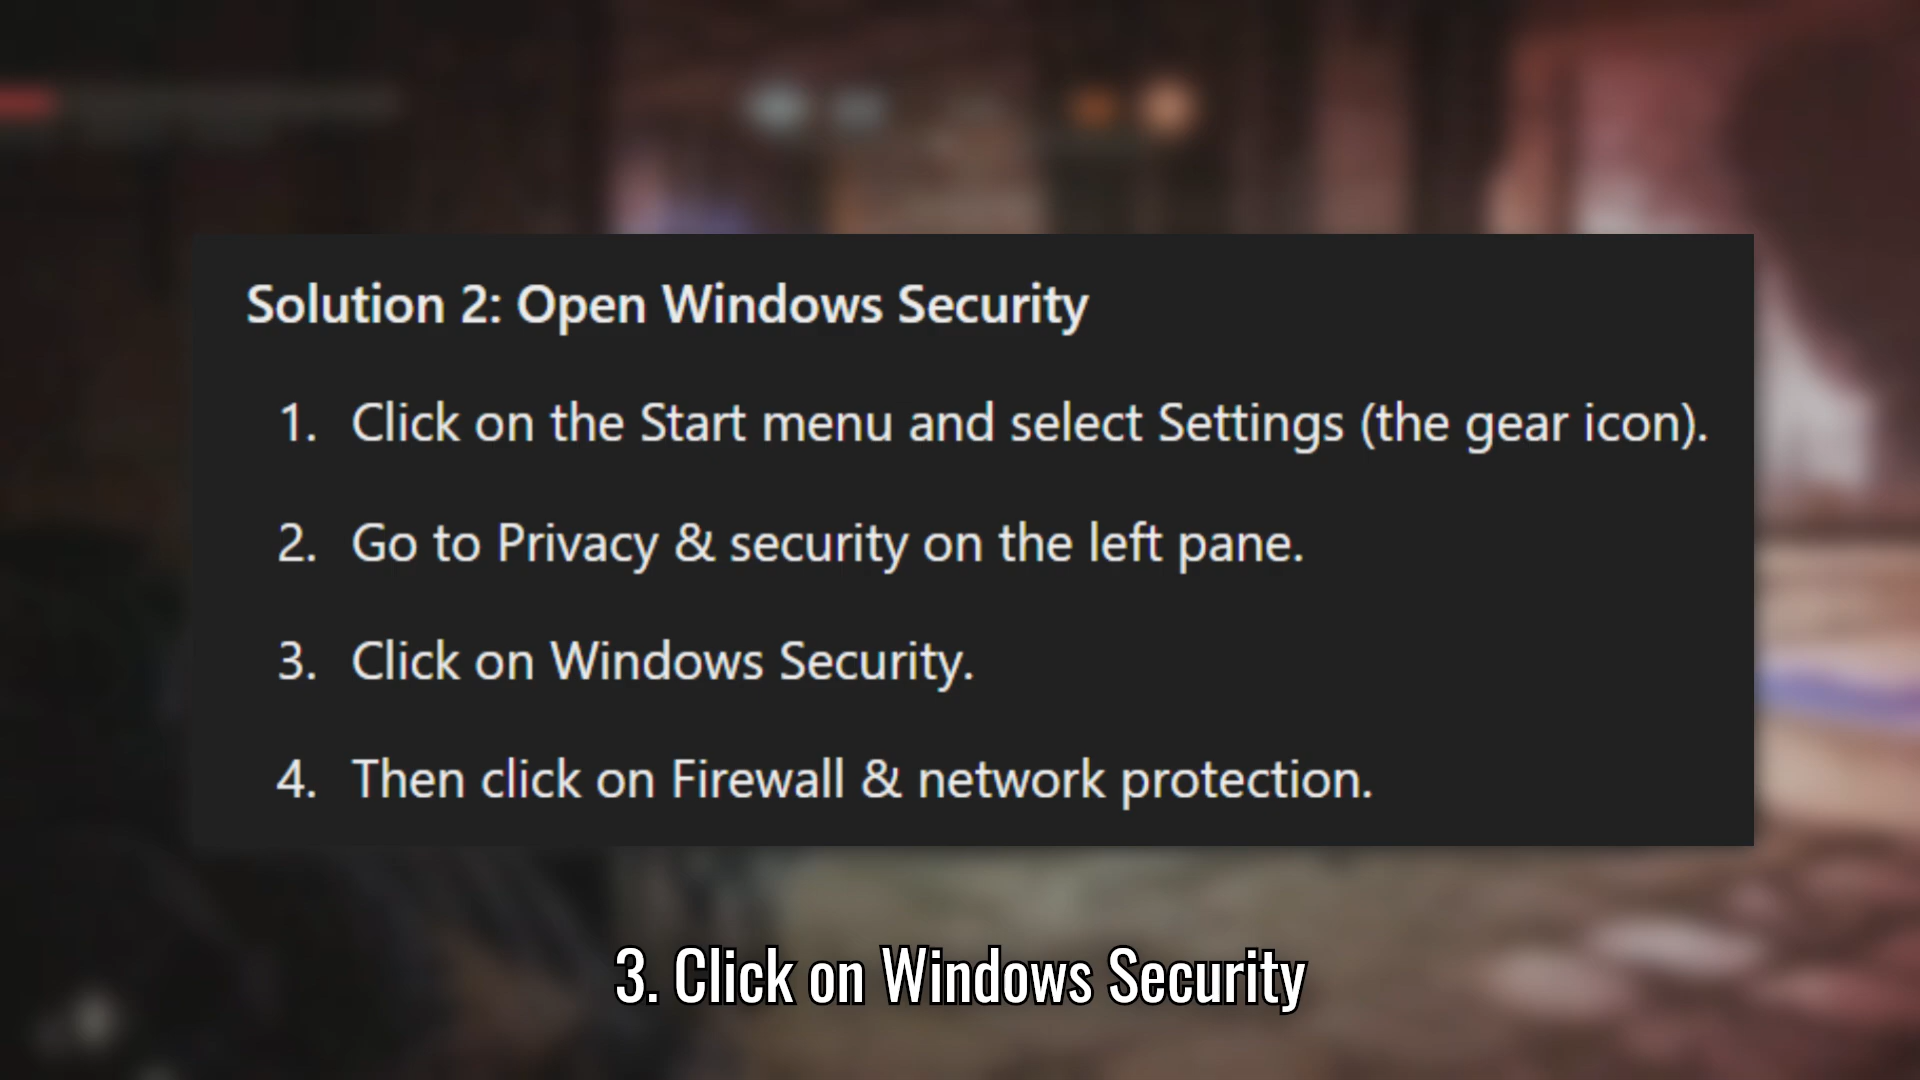 Solution 2: Open Windows Security
1. Click on the Start menu and select Settings (the gear icon).
2. Go to Privacy & security on the left pane.
3. Click on Windows Security.
4. Then click on Firewall & network protection.
3. Click on Windows Security